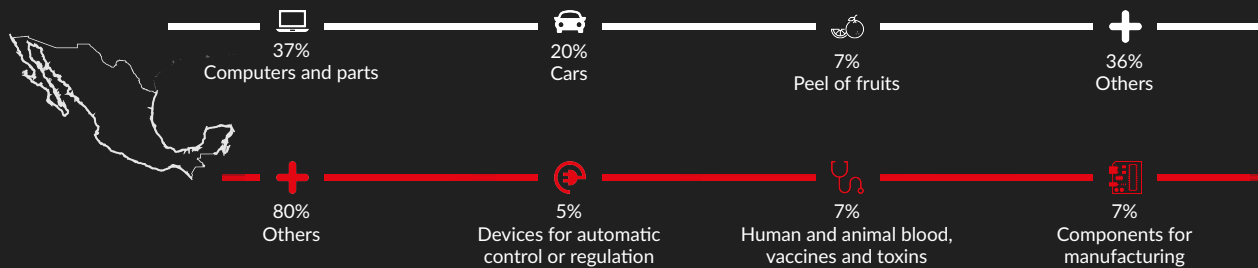 37%
Computers and parts
20%
Cars
7%
Peel of fruits
36%
Others
80%
Others
5%
Devices for automatic
control or regulation
7%
Human and animal blood,
vaccines and toxins
7%
Components for
manufacturing